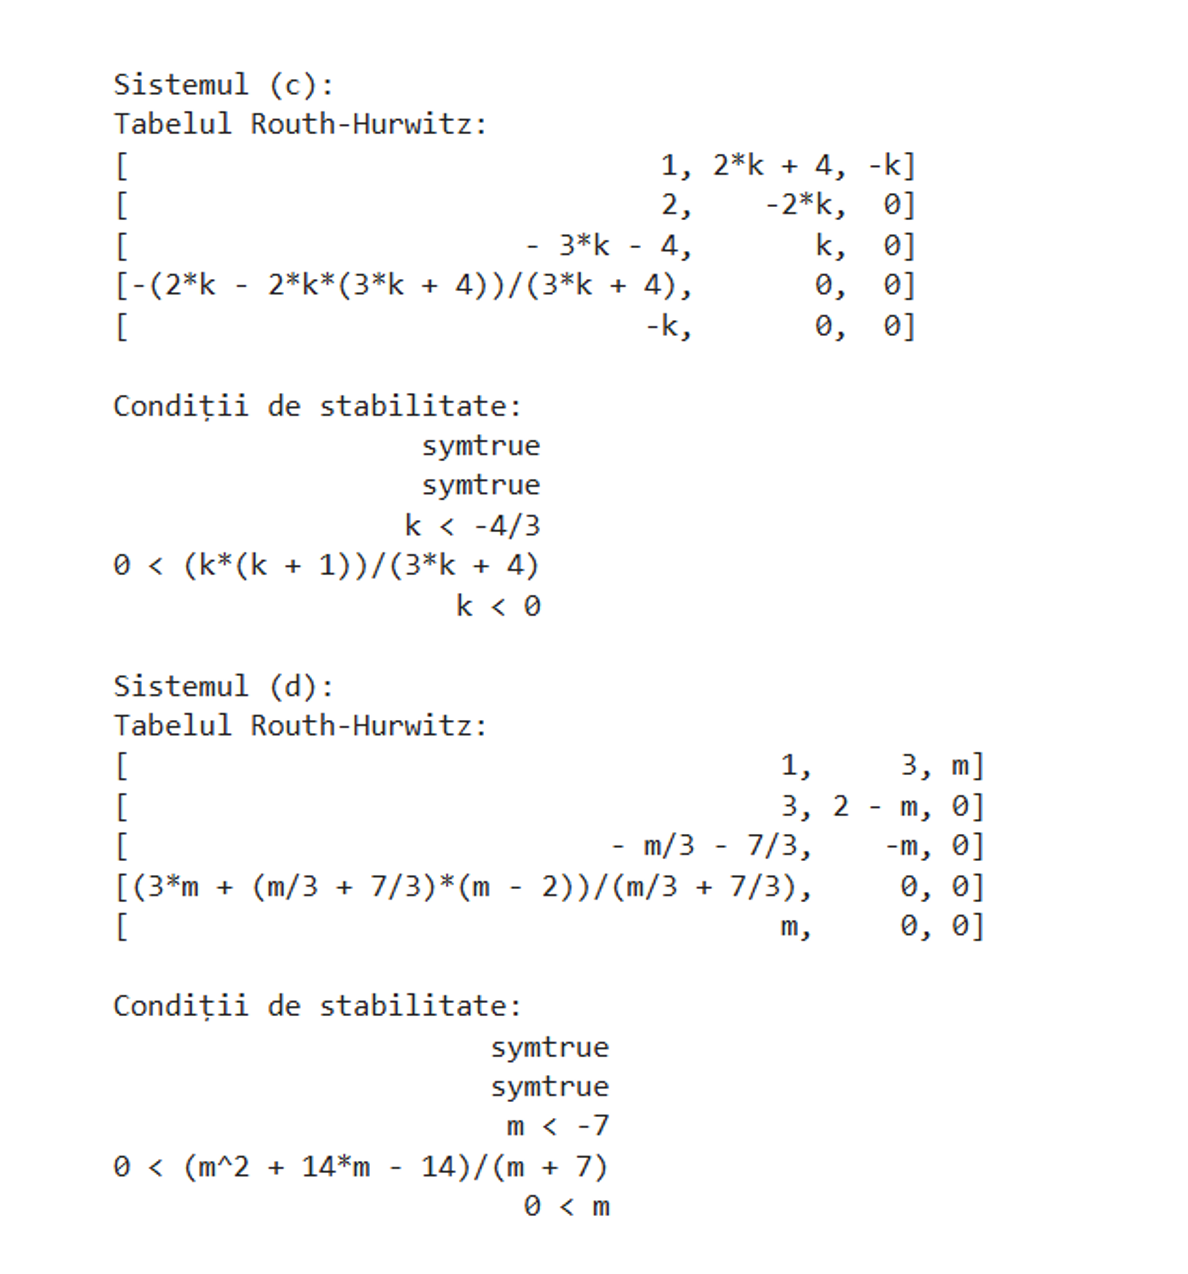 Sistemul (c):
Tabelul Routh-Hurwitz:
[                               1, 2*k + 4, -k]
[                               2,    -2*k,  0]
[                       - 3*k - 4,       k,  0]
[-(2*k - 2*k*(3*k + 4))/(3*k + 4),       0,  0]
[                              -k,       0,  0]
Condiții de stabilitate:
symtrue
symtrue
k < -4/3
0 < (k*(k + 1))/(3*k + 4)
k < 0
Sistemul (d):
Tabelul Routh-Hurwitz:
[                                      1,     3, m]
[                                      3, 2 - m, 0]
[                            - m/3 - 7/3,    -m, 0]
[(3*m + (m/3 + 7/3)*(m - 2))/(m/3 + 7/3),     0, 0]
[                                      m,     0, 0]
Condiții de stabilitate:
symtrue
symtrue
m < -7
0 < (m^2 + 14*m - 14)/(m + 7)
0 < m